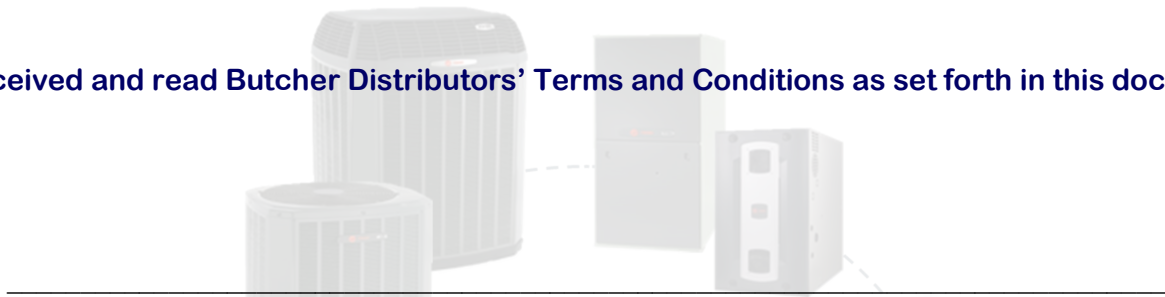 ceived and read Butcher Distributors’ Terms and Conditions as set forth in this doc